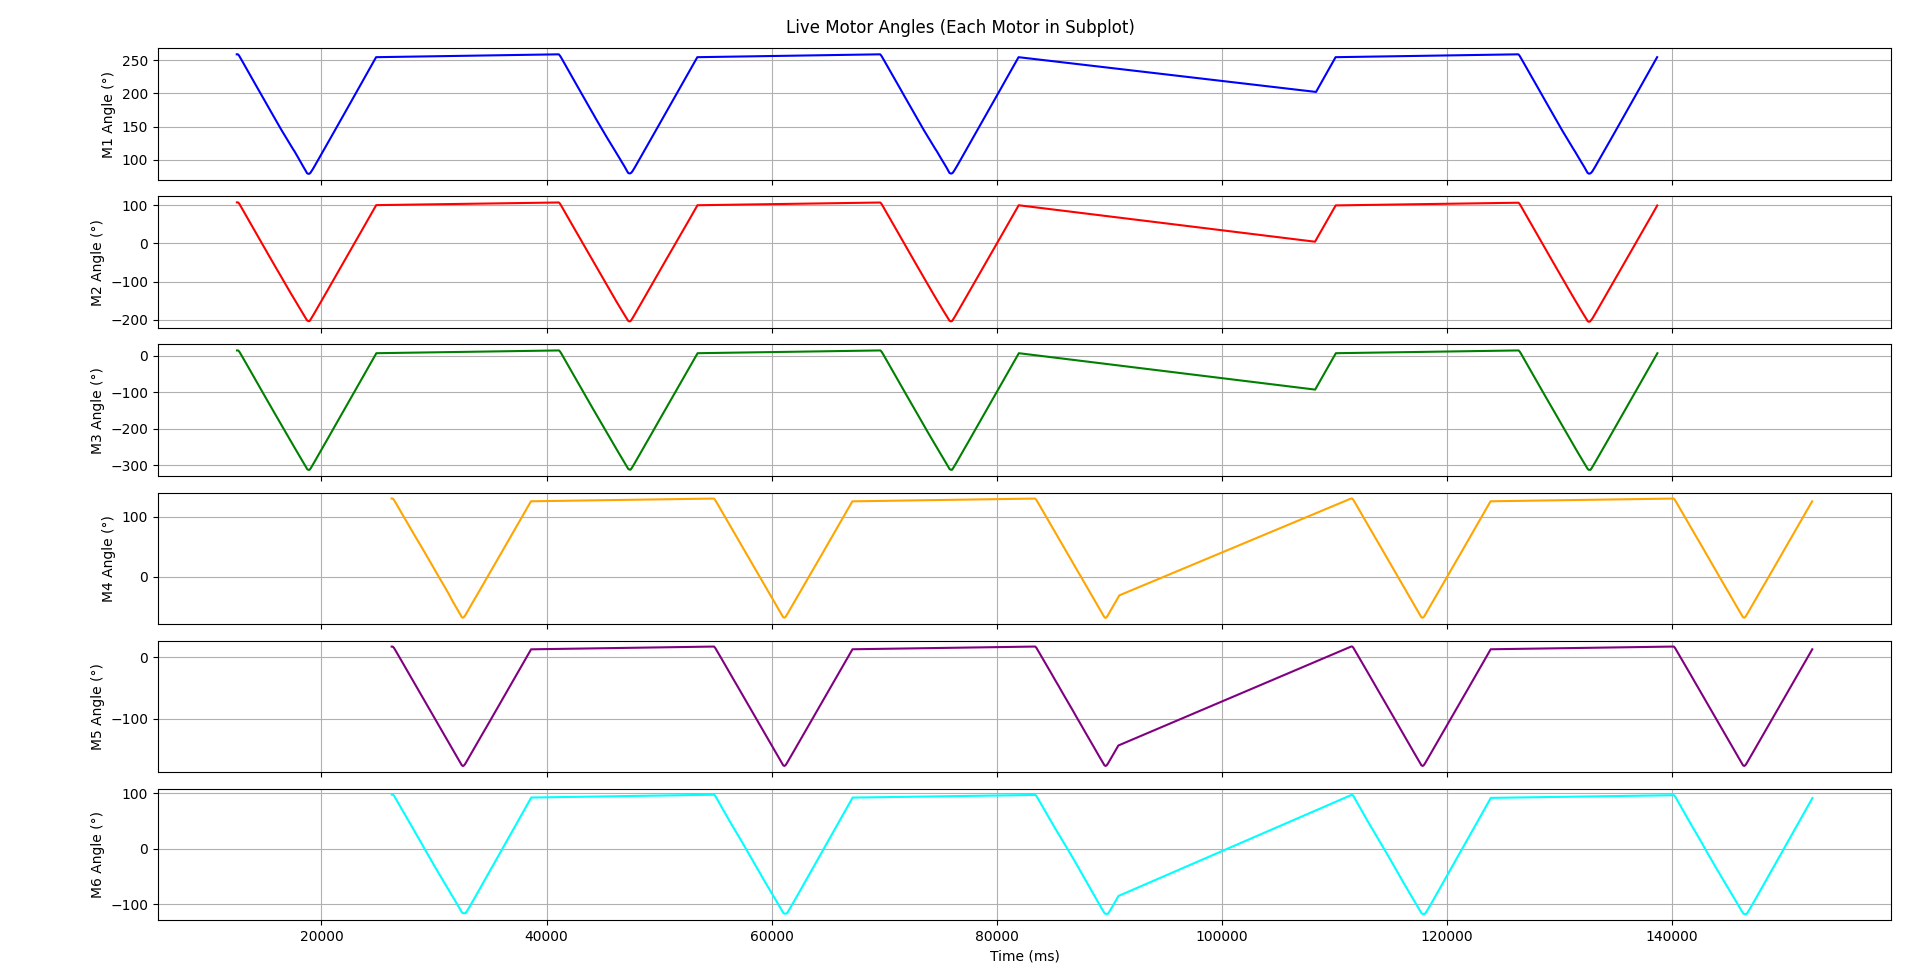 Live Motor Angles (Each Motor in Subplot)
M1 Angle (°)
250
200
150
100
M2 Angle (°)
100
0
−100
−200
M3 Angle (°)
0
−100
−200
−300
M4 Angle (°)
100
0
M5 Angle (°)
0
−100
M6 Angle (°)
100
0
−100
20000 40000 60000 80000 100000 120000 140000
Time (ms)